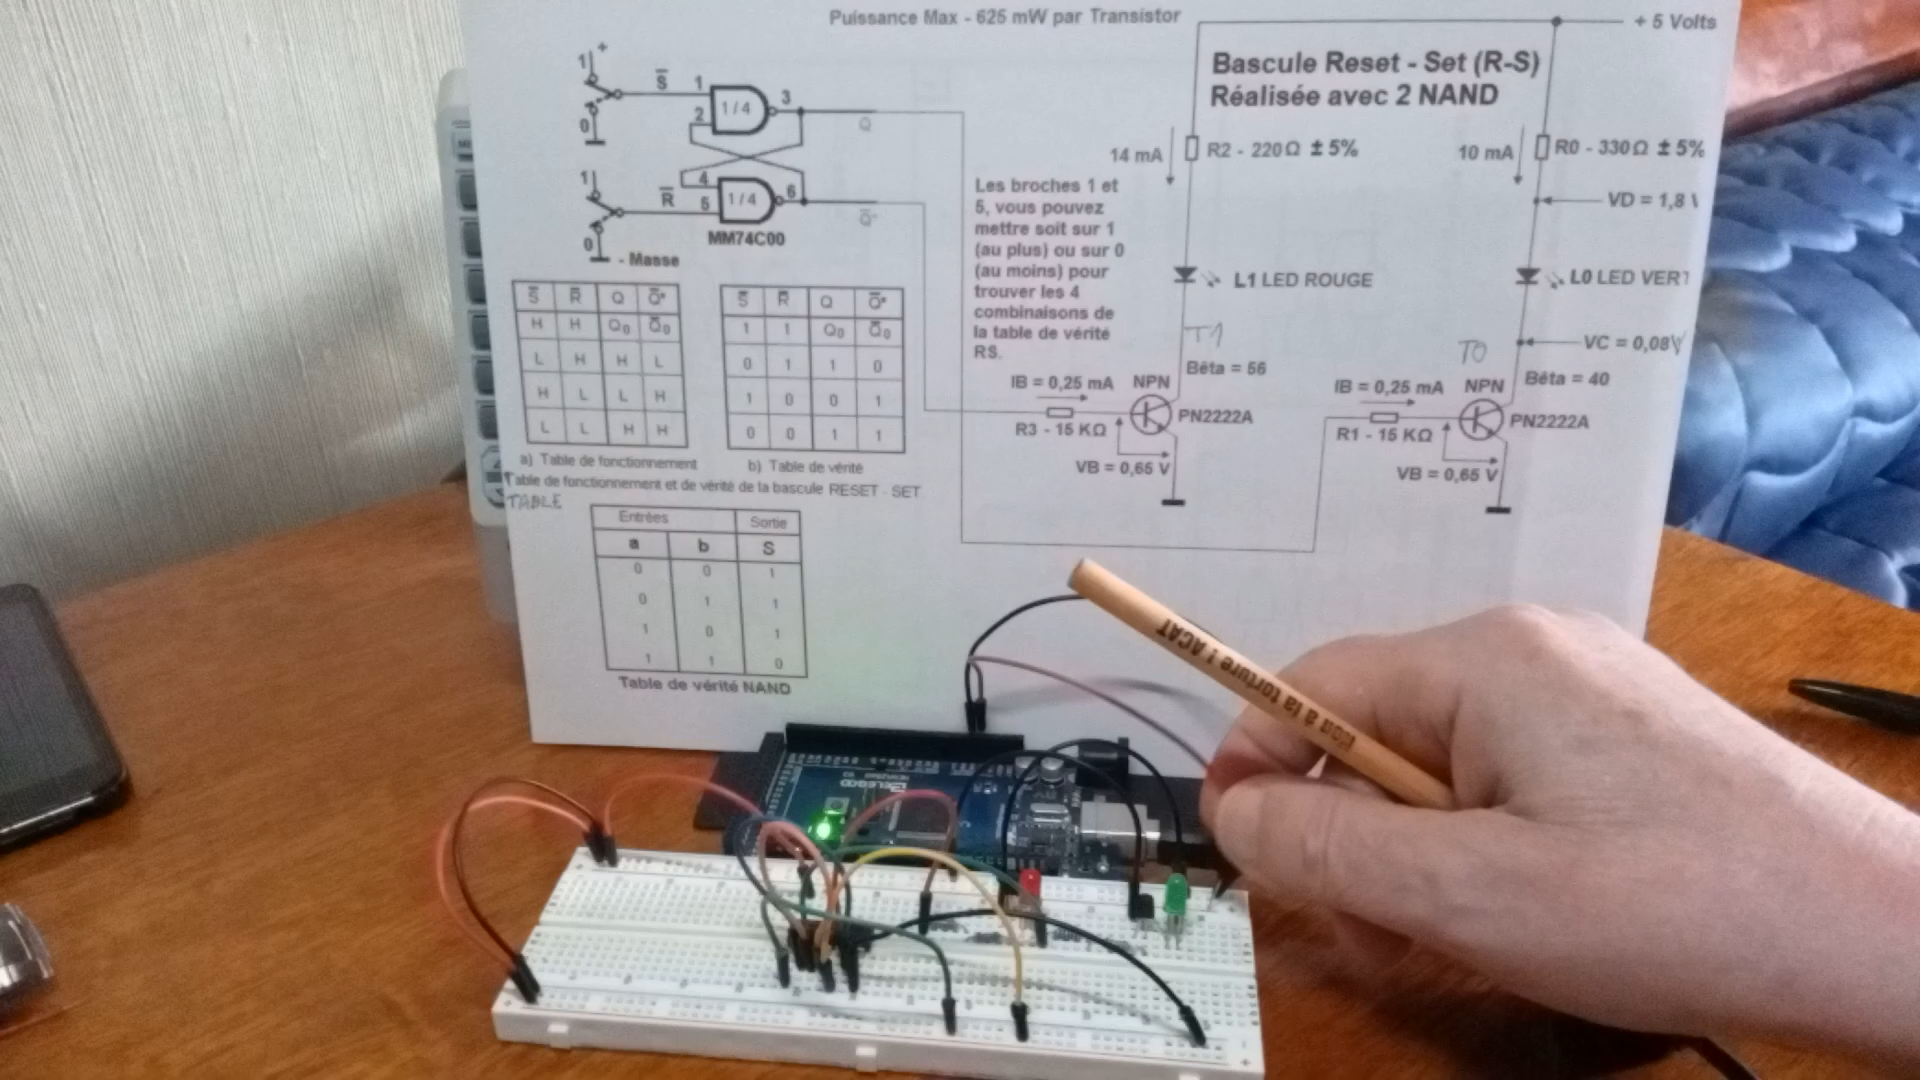 Puissance Max - 625 mW par Transistor
+ 5 Volts
Bascule Reset - Set (R-S)
Réalisée avec 2 NAND
1
+
S̅
1
1/4
3
2
Q
0
1
R̅
4
5
1/4
6
Q̅*
0
MM74C00
- Masse
14 mA
R2 - 220Ω ± 5%
10 mA
R0 - 330Ω ± 5%
VD = 1,8 V
Les broches 1 et
5, vous pouvez
mettre soit sur 1
(au plus) ou sur 0
(au moins) pour
trouver les 4
combinaisons de
la table de vérité
RS.
L1 LED ROUGE
L0 LED VERT
T1
T0
VC = 0,08V
Bêta = 56
Bêta = 40
IB = 0,25 mA NPN
PN2222A
R3 - 15 KΩ
VB = 0,65 V
IB = 0,25 mA NPN
PN2222A
R1 - 15 KΩ
VB = 0,65 V
S̅ R̅ Q Q̅*
H H Q₀ Q̅₀
L H H L
H L L H
L L H H
a) Table de fonctionnement
S̅ R̅ Q Q̅*
1 1 Q₀ Q̅₀
0 1 1 0
1 0 0 1
0 0 1 1
b) Table de vérité
Table de fonctionnement et de vérité de la bascule RESET - SET
TABLE
Entrées Sortie
a b S
0 0 1
0 1 1
1 0 1
1 1 0
Table de vérité NAND
Non à la torture ! ACAT
ELEGOO